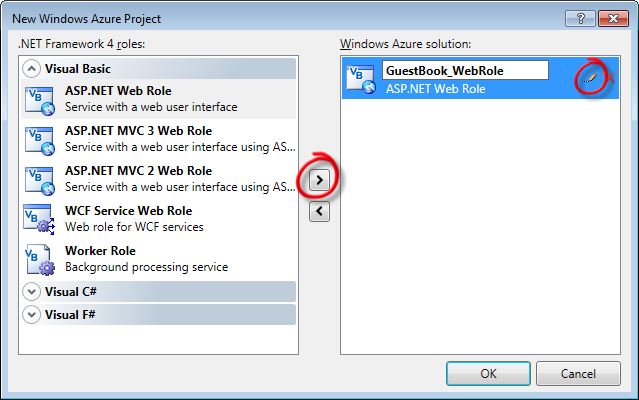 New Windows Azure Project
.NET Framework 4 roles:
Visual Basic
ASP.NET Web Role
Service with a web user interface
ASP.NET MVC 3 Web Role
Service with a web user interface using AS...
ASP.NET MVC 2 Web Role
Service with a web user interface using AS...
WCF Service Web Role
Web role for WCF services
Worker Role
Background processing service
Visual C#
Visual F#
Windows Azure solution:
GuestBook_WebRole
ASP.NET Web Role
OK
Cancel